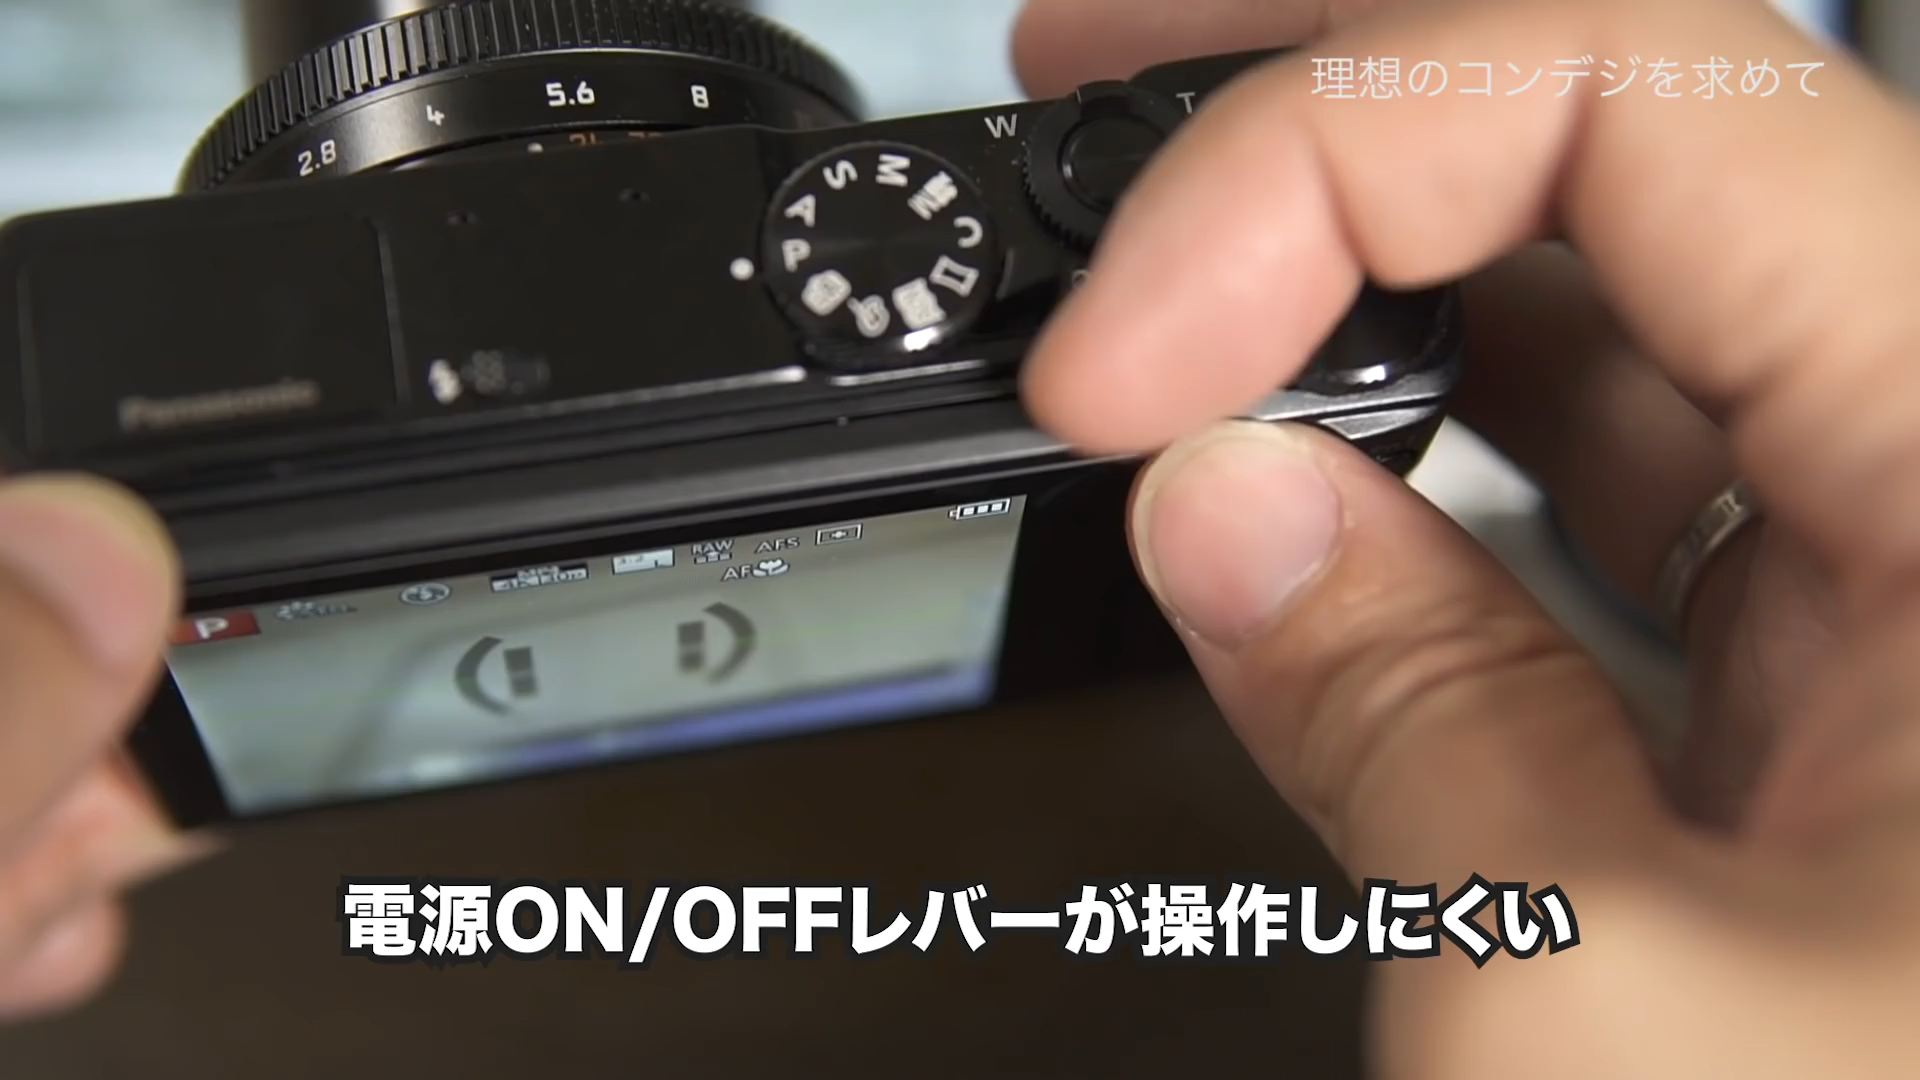 理想のコンデジを求めて
2.8 4 5.6 8
W T
P A S M C
Panasonic
P RAW AFS
AF
電源ON/OFFレバーが操作しにくい